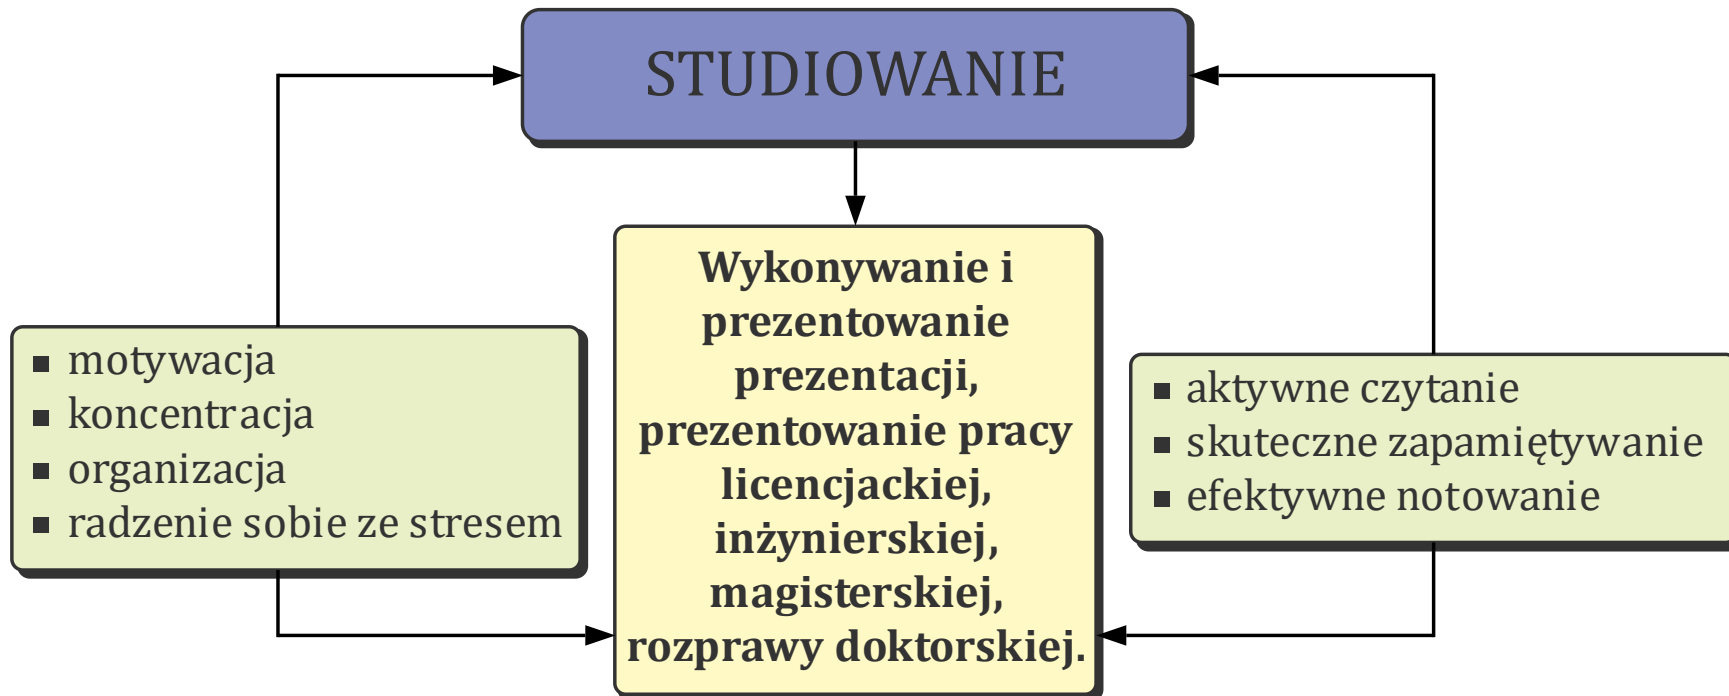 STUDIOWANIE
Wykonywanie i
prezentowanie
prezentacji,
prezentowanie pracy
licencjackiej,
inżynierskiej,
magisterskiej,
rozprawy doktorskiej.
▪ motywacja
▪ koncentracja
▪ organizacja
▪ radzenie sobie ze stresem
▪ aktywne czytanie
▪ skuteczne zapamiętywanie
▪ efektywne notowanie